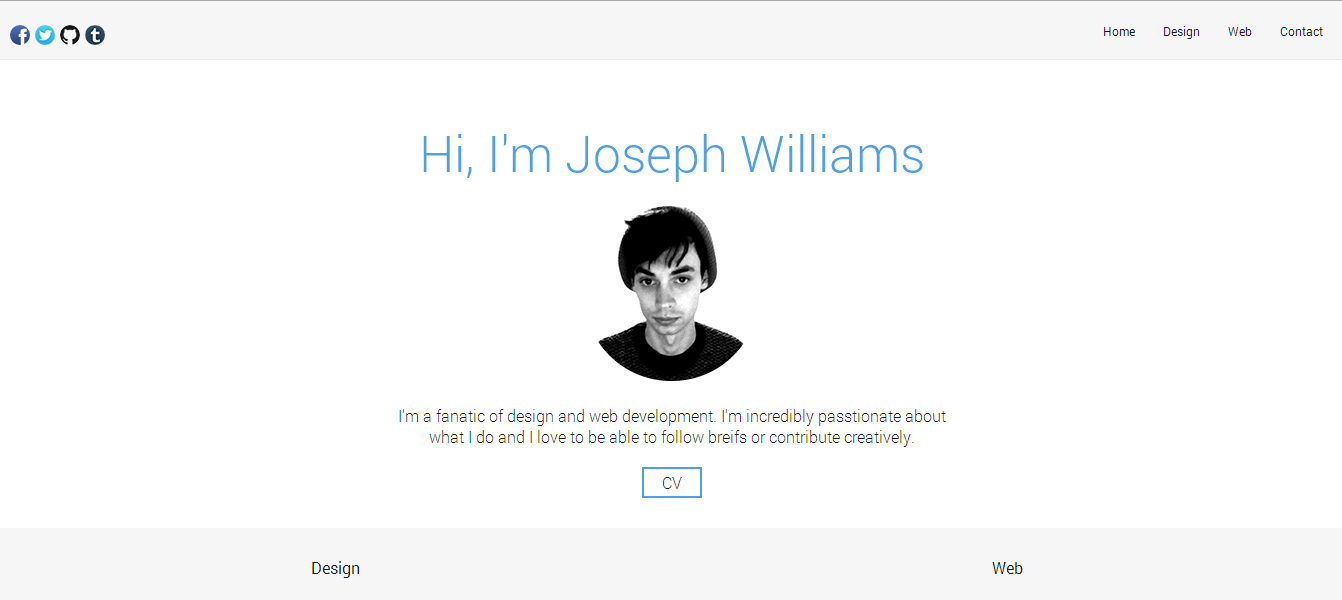 Home Design Web Contact
Hi, I'm Joseph Williams
I'm a fanatic of design and web development. I'm incredibly passtionate about
what I do and I love to be able to follow breifs or contribute creatively.
CV
Design Web